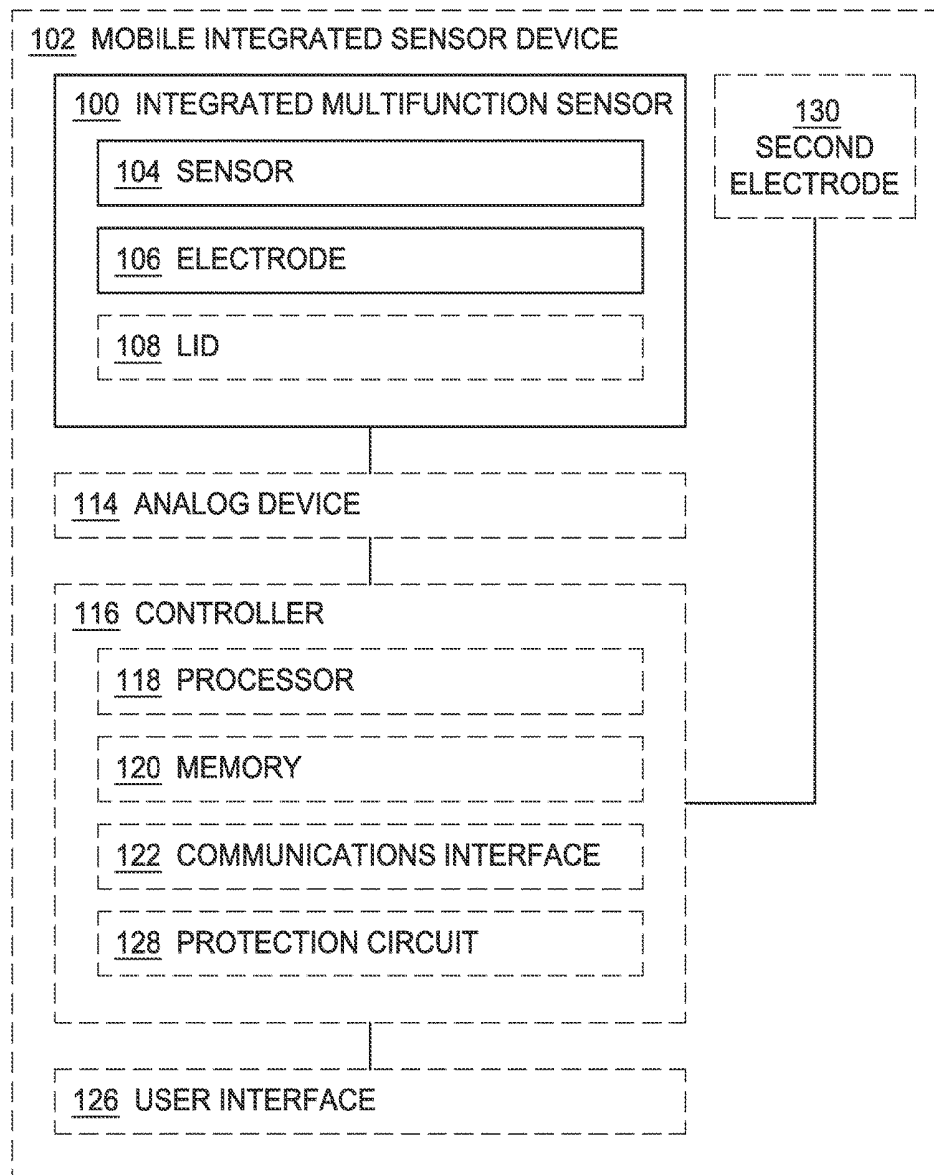 102 MOBILE INTEGRATED SENSOR DEVICE
100 INTEGRATED MULTIFUNCTION SENSOR
104 SENSOR
106 ELECTRODE
108 LID
130
SECOND
ELECTRODE
114 ANALOG DEVICE
116 CONTROLLER
118 PROCESSOR
120 MEMORY
122 COMMUNICATIONS INTERFACE
128 PROTECTION CIRCUIT
126 USER INTERFACE